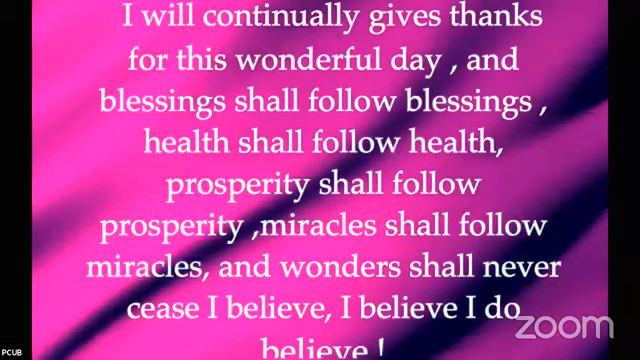 I will continually gives thanks
for this wonderful day , and
blessings shall follow blessings ,
health shall follow health,
prosperity shall follow
prosperity ,miracles shall follow
miracles, and wonders shall never
cease I believe, I believe I do
believe !
zoom
PCUB